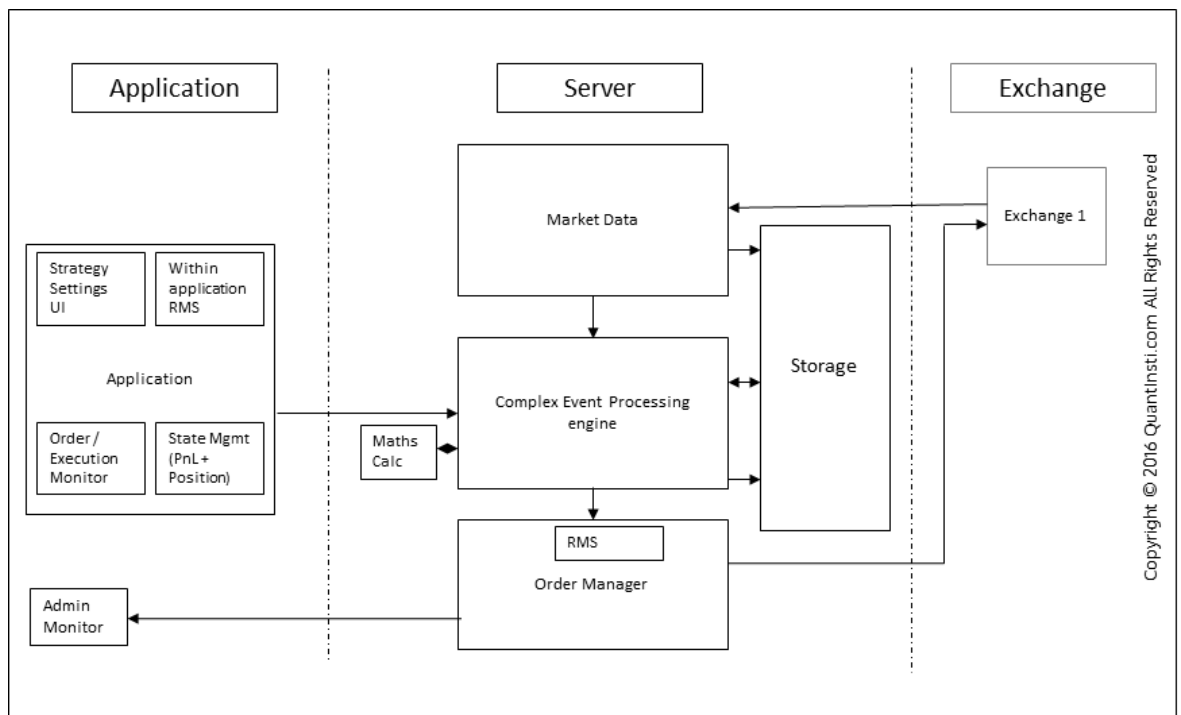 Application
Server
Exchange
Market Data
Exchange 1
Strategy
Settings
UI
Within
application
RMS
Application
Order /
Execution
Monitor
State Mgmt
(PnL +
Position)
Maths
Calc
Complex Event Processing
engine
Storage
RMS
Order Manager
Admin
Monitor
Copyright © 2016 QuantInsti.com All Rights Reserved